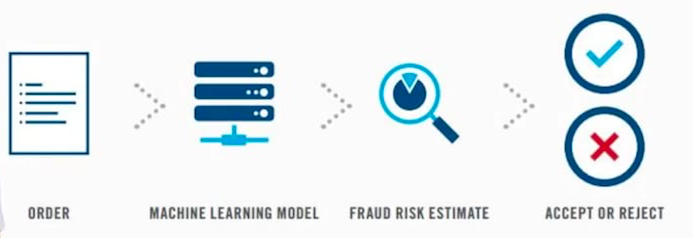 ORDER
MACHINE LEARNING MODEL
FRAUD RISK ESTIMATE
ACCEPT OR REJECT